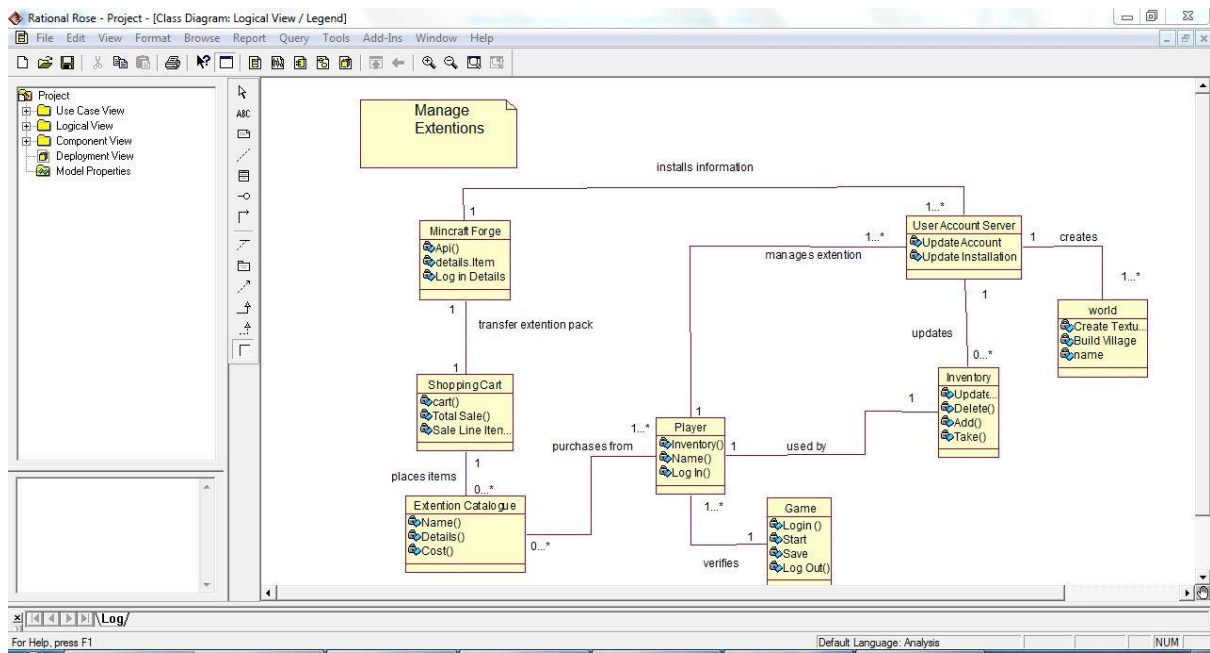 Rational Rose - Project - [Class Diagram: Logical View / Legend]
File Edit View Format Browse Report Query Tools Add-Ins Window Help
Project
Use Case View
Logical View
Component View
Deployment View
Model Properties
ABC
Manage
Extentions
installs information
1
1...*
Mincraft Forge
Api()
details.Item
Log in Details
1
User Account Server
UpdateAccount
Update Installation
1...*
manages extention
1
creates
1...*
world
Create Textu...
Build Village
name
1
updates
0...*
transfer extention pack
1
Shopping Cart
cart()
Total Sale()
Sale Line Iten...
1
places items
0...*
Inventory
Update...
Delete()
Add()
Take()
1
1
1...*
Player
Inventory()
Name()
Log In()
1
used by
purchases from
Extention Catalogue
Name()
Details()
Cost()
0...*
1...*
1
verifies
Game
Login ()
Start
Save
Log Out()
Log
For Help, press F1
Default Language: Analysis
NUM